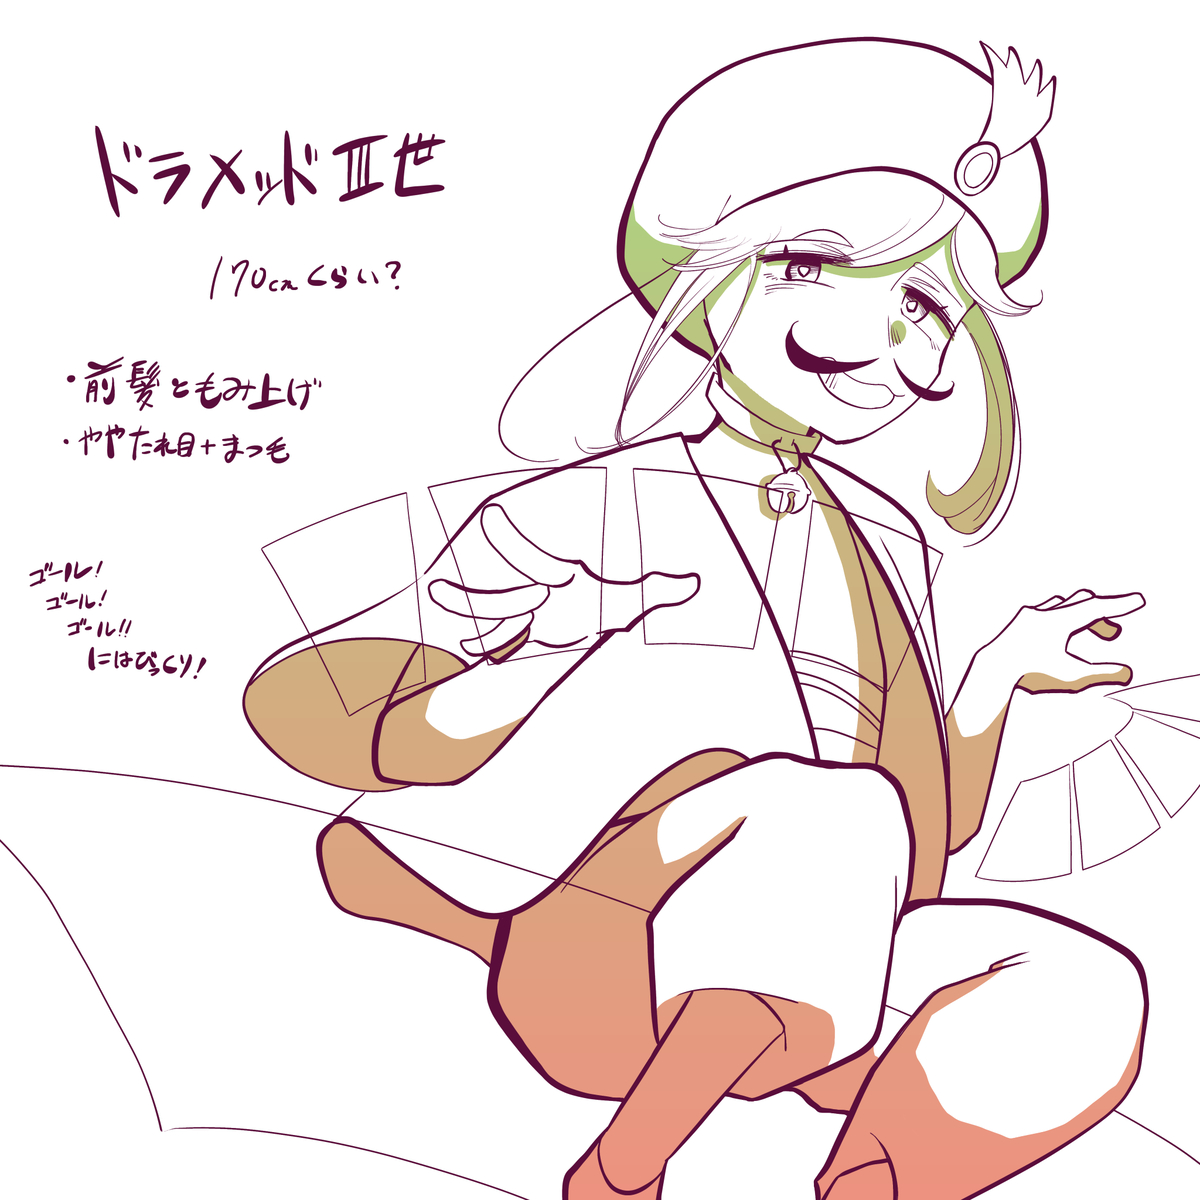 ドラメッドⅢ世
170cmくらい?
・前髪ともみ上げ
・ややたれ目+まつ毛
ゴール!
ゴール!
ゴール!!
にはびっくり!